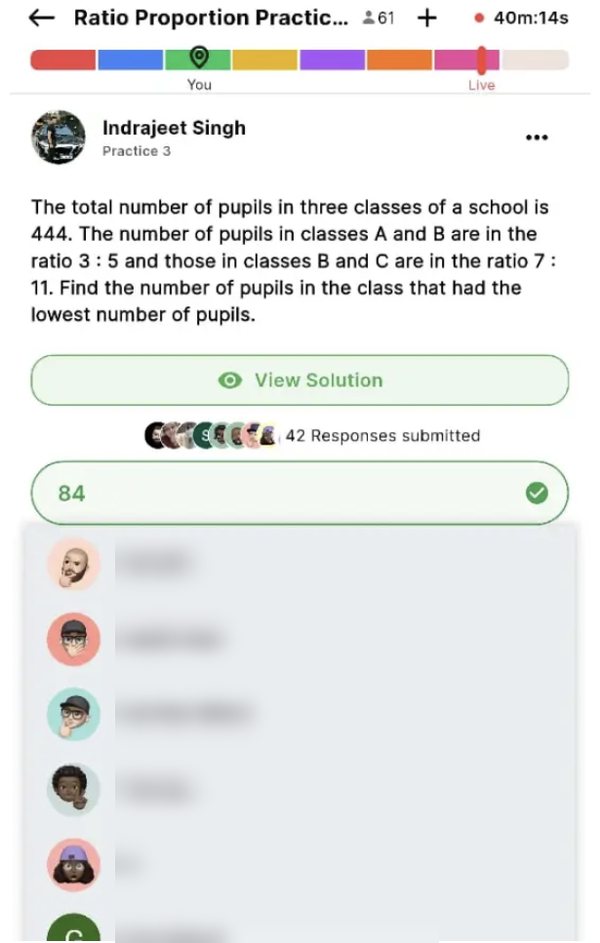 Ratio Proportion Practic... 61 + 40m:14s
You
Live
Indrajeet Singh
Practice 3
The total number of pupils in three classes of a school is
444. The number of pupils in classes A and B are in the
ratio 3 : 5 and those in classes B and C are in the ratio 7 :
11. Find the number of pupils in the class that had the
lowest number of pupils.
View Solution
S
42 Responses submitted
84
G